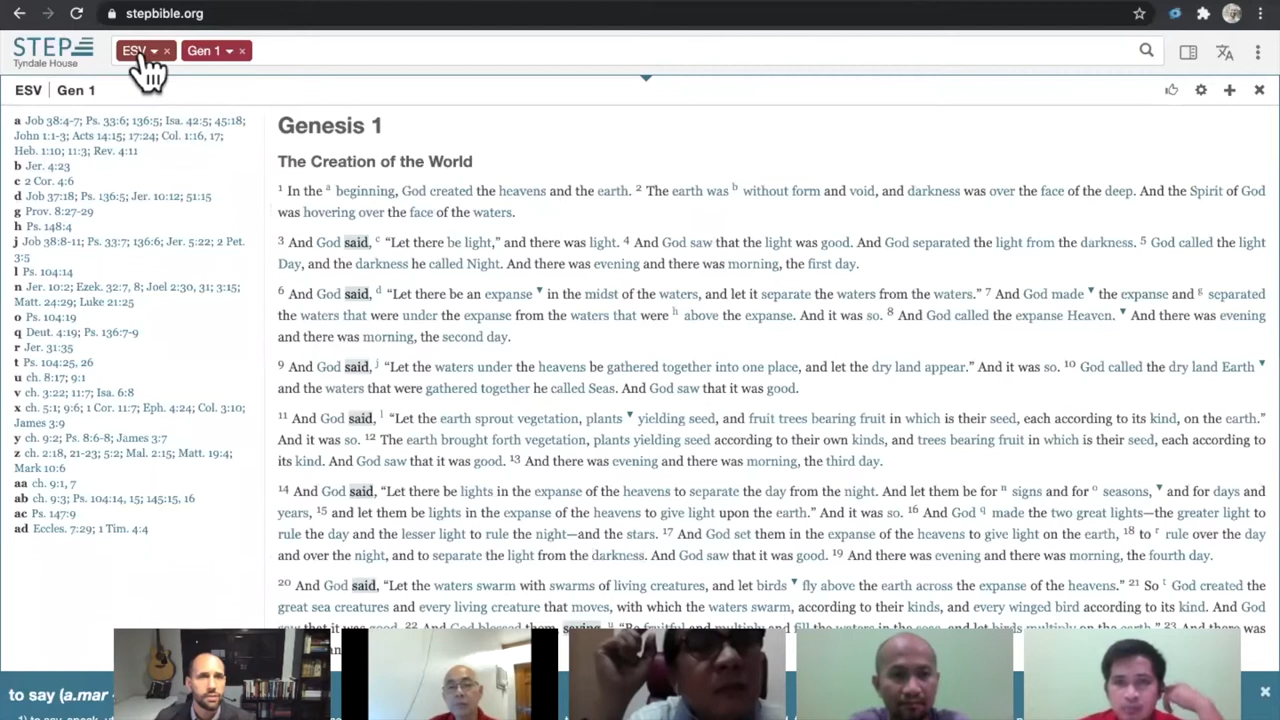 stepbible.org
STEP
Tyndale House
ESV × Gen 1 ×
ESV | Gen 1
a Job 38:4-7; Ps. 33:6; 136:5; Isa. 42:5; 45:18;
John 1:1-3; Acts 14:15; 17:24; Col. 1:16, 17;
Heb. 1:10; 11:3; Rev. 4:11
b Jer. 4:23
c 2 Cor. 4:6
d Job 37:18; Ps. 136:5; Jer. 10:12; 51:15
g Prov. 8:27-29
h Ps. 148:4
j Job 38:8-11; Ps. 33:7; 136:6; Jer. 5:22; 2 Pet.
3:5
l Ps. 104:14
n Jer. 10:2; Ezek. 32:7, 8; Joel 2:30, 31; 3:15;
Matt. 24:29; Luke 21:25
o Ps. 104:19
q Deut. 4:19; Ps. 136:7-9
r Jer. 31:35
t Ps. 104:25, 26
u ch. 8:17; 9:1
v ch. 3:22; 11:7; Isa. 6:8
x ch. 5:1; 9:6; 1 Cor. 11:7; Eph. 4:24; Col. 3:10;
James 3:9
y ch. 9:2; Ps. 8:6-8; James 3:7
z ch. 2:18, 21-23; 5:2; Mal. 2:15; Matt. 19:4;
Mark 10:6
aa ch. 9:1, 7
ab ch. 9:3; Ps. 104:14, 15; 145:15, 16
ac Ps. 147:9
ad Eccles. 7:29; 1 Tim. 4:4
Genesis 1
The Creation of the World
1 In the a beginning, God created the heavens and the earth. 2 The earth was b without form and void, and darkness was over the face of the deep. And the Spirit of God
was hovering over the face of the waters.
3 And God said, c “Let there be light,” and there was light. 4 And God saw that the light was good. And God separated the light from the darkness. 5 God called the light
Day, and the darkness he called Night. And there was evening and there was morning, the first day.
6 And God said, d “Let there be an expanse ▼ in the midst of the waters, and let it separate the waters from the waters.” 7 And God made ▼ the expanse and g separated
the waters that were under the expanse from the waters that were h above the expanse. And it was so. 8 And God called the expanse Heaven. ▼ And there was evening
and there was morning, the second day.
9 And God said, j “Let the waters under the heavens be gathered together into one place, and let the dry land appear.” And it was so. 10 God called the dry land Earth ▼
and the waters that were gathered together he called Seas. And God saw that it was good.
11 And God said, l “Let the earth sprout vegetation, plants ▼ yielding seed, and fruit trees bearing fruit in which is their seed, each according to its kind, on the earth.”
And it was so. 12 The earth brought forth vegetation, plants yielding seed according to their own kinds, and trees bearing fruit in which is their seed, each according to
its kind. And God saw that it was good. 13 And there was evening and there was morning, the third day.
14 And God said, “Let there be lights in the expanse of the heavens to separate the day from the night. And let them be for n signs and for o seasons, ▼ and for days and
years, 15 and let them be lights in the expanse of the heavens to give light upon the earth.” And it was so. 16 And God q made the two great lights—the greater light to
rule the day and the lesser light to rule the night—and the stars. 17 And God set them in the expanse of the heavens to give light on the earth, 18 to r rule over the day
and over the night, and to separate the light from the darkness. And God saw that it was good. 19 And there was evening and there was morning, the fourth day.
20 And God said, “Let the waters swarm with swarms of living creatures, and let birds ▼ fly above the earth across the expanse of the heavens.” 21 So t God created the
great sea creatures and every living creature that moves, with which the waters swarm, according to their kinds, and every winged bird according to its kind. And God
saw that it was good. 22 And God blessed them, saying, u “Be fruitful and multiply and fill the waters in the seas, and let birds multiply on the earth.” 23 And there was
to say (a.mar